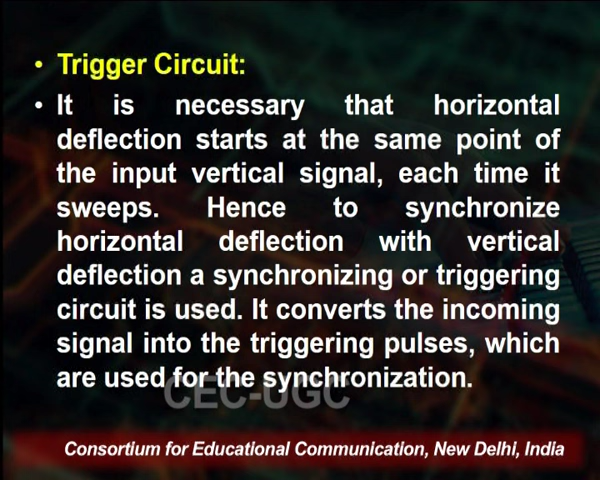 • Trigger Circuit:
• It is necessary that horizontal
deflection starts at the same point of
the input vertical signal, each time it
sweeps. Hence to synchronize
horizontal deflection with vertical
deflection a synchronizing or triggering
circuit is used. It converts the incoming
signal into the triggering pulses, which
are used for the synchronization.
CEC-UGC
Consortium for Educational Communication, New Delhi, India